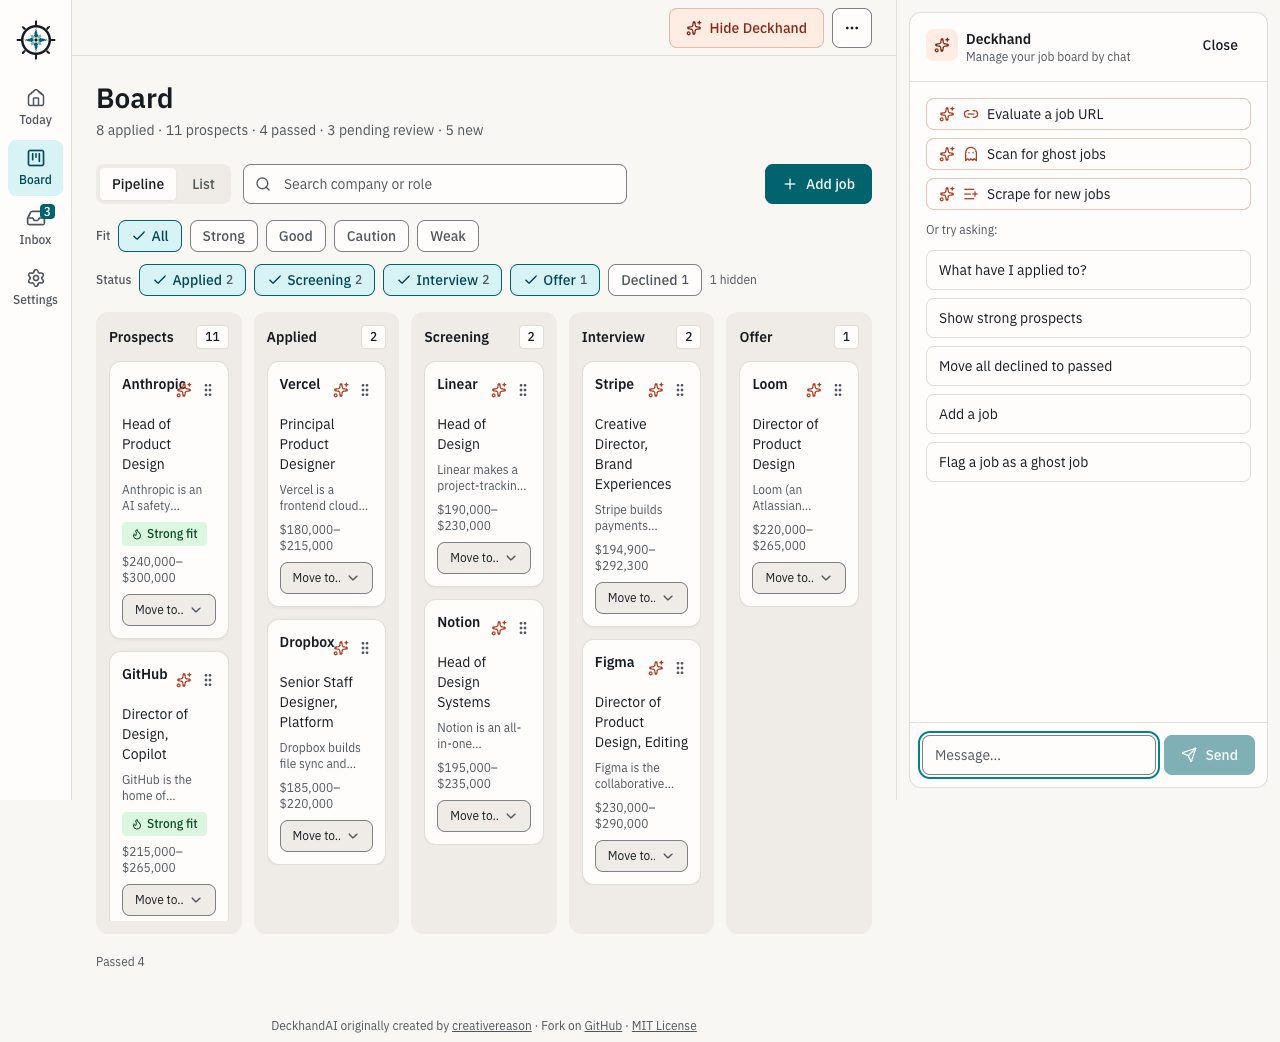 Hide Deckhand
Today
Board
3
Inbox
Settings
Board
8 applied · 11 prospects · 4 passed · 3 pending review · 5 new
Pipeline
List
Search company or role
Add job
Fit
All
Strong
Good
Caution
Weak
Status
Applied 2
Screening 2
Interview 2
Offer 1
Declined 1
1 hidden
Prospects
11
Anthropic
Head of
Product
Design
Anthropic is an
AI safety...
Strong fit
$240,000–
$300,000
Move to..
GitHub
Director of
Design,
Copilot
GitHub is the
home of...
Strong fit
$215,000–
$265,000
Move to..
Applied
2
Vercel
Principal
Product
Designer
Vercel is a
frontend cloud...
$180,000–
$215,000
Move to..
Dropbox
Senior Staff
Designer,
Platform
Dropbox builds
file sync and...
$185,000–
$220,000
Move to..
Screening
2
Linear
Head of
Design
Linear makes a
project-trackin...
$190,000–
$230,000
Move to..
Notion
Head of
Design
Systems
Notion is an all-
in-one...
$195,000–
$235,000
Move to..
Interview
2
Stripe
Creative
Director,
Brand
Experiences
Stripe builds
payments...
$194,900–
$292,300
Move to..
Figma
Director of
Product
Design, Editing
Figma is the
collaborative...
$230,000–
$290,000
Move to..
Offer
1
Loom
Director of
Product
Design
Loom (an
Atlassian...
$220,000–
$265,000
Move to..
Passed 4
DeckhandAI originally created by creativereason · Fork on GitHub · MIT License
Deckhand
Manage your job board by chat
Close
Evaluate a job URL
Scan for ghost jobs
Scrape for new jobs
Or try asking:
What have I applied to?
Show strong prospects
Move all declined to passed
Add a job
Flag a job as a ghost job
Message...
Send